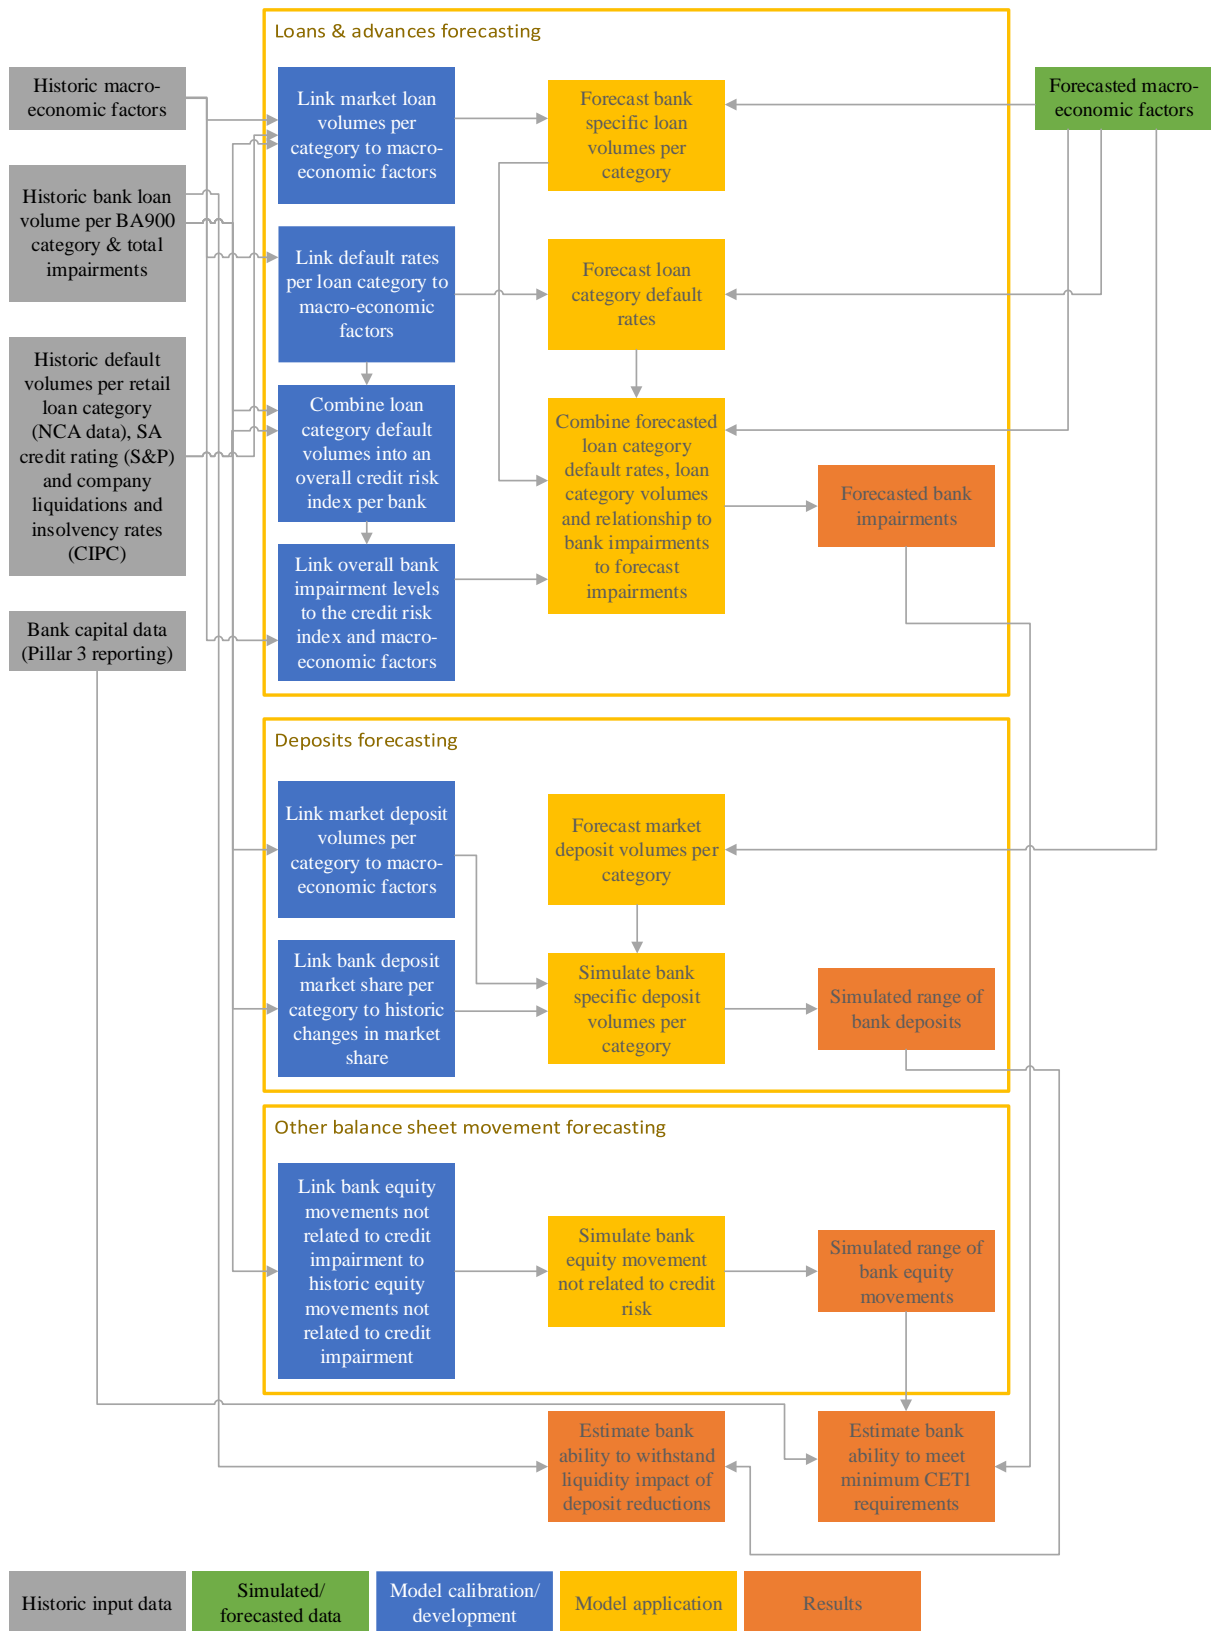 Loans & advances forecasting
Historic macro-
economic factors
Historic bank loan
volume per BA900
category & total
impairments
Historic default
volumes per retail
loan category
(NCA data), SA
credit rating (S&P)
and company
liquidations and
insolvency rates
(CIPC)
Bank capital data
(Pillar 3 reporting)
Link market loan
volumes per
category to macro-
economic factors
Link default rates
per loan category to
macro-economic
factors
Combine loan
category default
volumes into an
overall credit risk
index per bank
Link overall bank
impairment levels
to the credit risk
index and macro-
economic factors
Forecast bank
specific loan
volumes per
category
Forecast loan
category default
rates
Combine forecasted
loan category
default rates, loan
category volumes
and relationship to
bank impairments
to forecast
impairments
Forecasted bank
impairments
Forecasted macro-
economic factors
Deposits forecasting
Link market deposit
volumes per
category to macro-
economic factors
Link bank deposit
market share per
category to historic
changes in market
share
Forecast market
deposit volumes per
category
Simulate bank
specific deposit
volumes per
category
Simulated range of
bank deposits
Other balance sheet movement forecasting
Link bank equity
movements not
related to credit
impairment to
historic equity
movements not
related to credit
impairment
Simulate bank
equity movement
not related to credit
risk
Simulated range of
bank equity
movements
Estimate bank
ability to withstand
liquidity impact of
deposit reductions
Estimate bank
ability to meet
minimum CET1
requirements
Historic input data
Simulated/
forecasted data
Model calibration/
development
Model application
Results